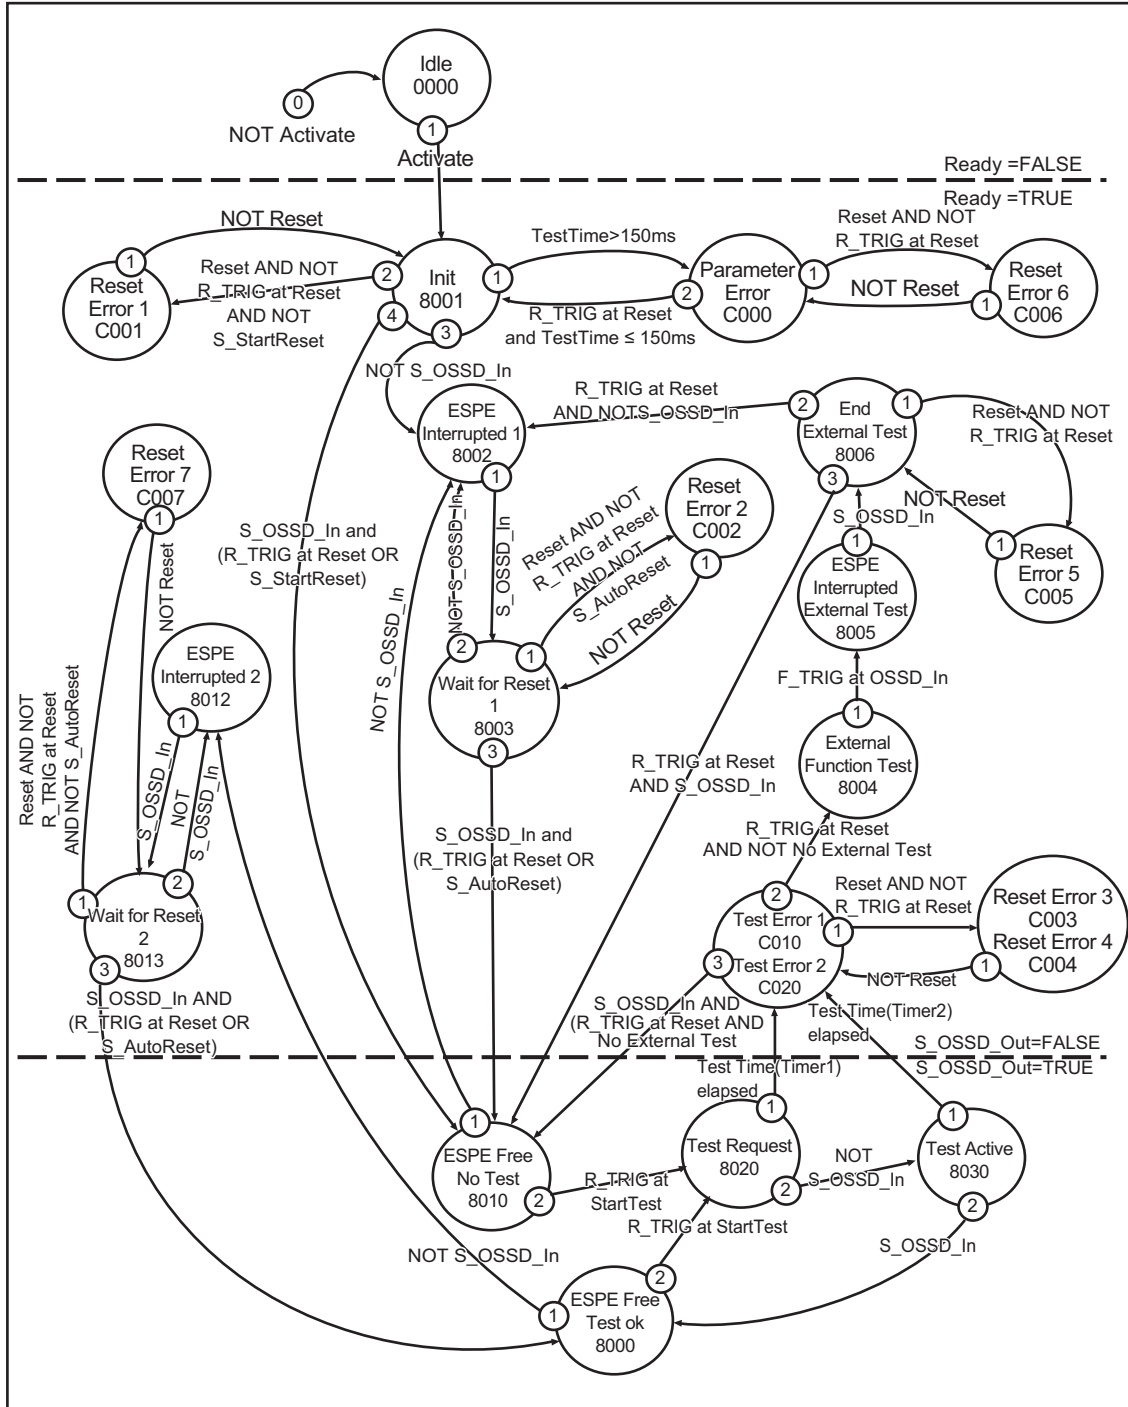 Idle
0000
0
NOT Activate
1
Activate
Ready =FALSE
Ready =TRUE
NOT Reset
1
Reset
Error 1
C001
Reset AND NOT
R_TRIG at Reset
AND NOT
S_StartReset
2
Init
8001
1
4
3
TestTime>150ms
R_TRIG at Reset
and TestTime ≤ 150ms
Parameter
Error
C000
2
1
Reset AND NOT
R_TRIG at Reset
NOT Reset
Reset
Error 6
C006
1
NOT S_OSSD_In
ESPE
Interrupted 1
8002
1
R_TRIG at Reset
AND NOTS_OSSD_In
2
End
External Test
8006
1
3
Reset AND NOT
R_TRIG at Reset
NOT Reset
1
Reset
Error 5
C005
S_OSSD_In
1
ESPE
Interrupted
External Test
8005
F_TRIG at OSSD_In
1
External
Function Test
8004
Reset
Error 7
C007
1
NOT Reset
S_OSSD_In and
(R_TRIG at Reset OR
S_StartReset)
NOT S_OSSD_In
NOT S_OSSD_In
S_OSSD_In
Reset AND NOT
R_TRIG at Reset
AND NOT
S_AutoReset
Reset
Error 2
C002
1
NOT Reset
2
1
Wait for Reset
1
8003
3
ESPE
Interrupted 2
8012
1
S_OSSD_In
NOT
S_OSSD_In
Reset AND NOT
R_TRIG at Reset
AND NOT S_AutoReset
1
2
Wait for Reset
2
8013
3
S_OSSD_In AND
(R_TRIG at Reset OR
S_AutoReset)
S_OSSD_In and
(R_TRIG at Reset OR
S_AutoReset)
R_TRIG at Reset
AND S_OSSD_In
R_TRIG at Reset
AND NOT No External Test
2
Test Error 1
C010
Test Error 2
C020
1
3
Reset AND NOT
R_TRIG at Reset
Reset Error 3
C003
Reset Error 4
C004
1
NOT Reset
S_OSSD_In AND
(R_TRIG at Reset AND
No External Test
Test Time(Timer2)
elapsed
S_OSSD_Out=FALSE
S_OSSD_Out=TRUE
Test Time(Timer1)
elapsed
1
ESPE Free
No Test
8010
2
R_TRIG at
StartTest
1
Test Request
8020
2
NOT
S_OSSD_In
1
Test Active
8030
2
R_TRIG at StartTest
S_OSSD_In
NOT S_OSSD_In
2
1
ESPE Free
Test ok
8000